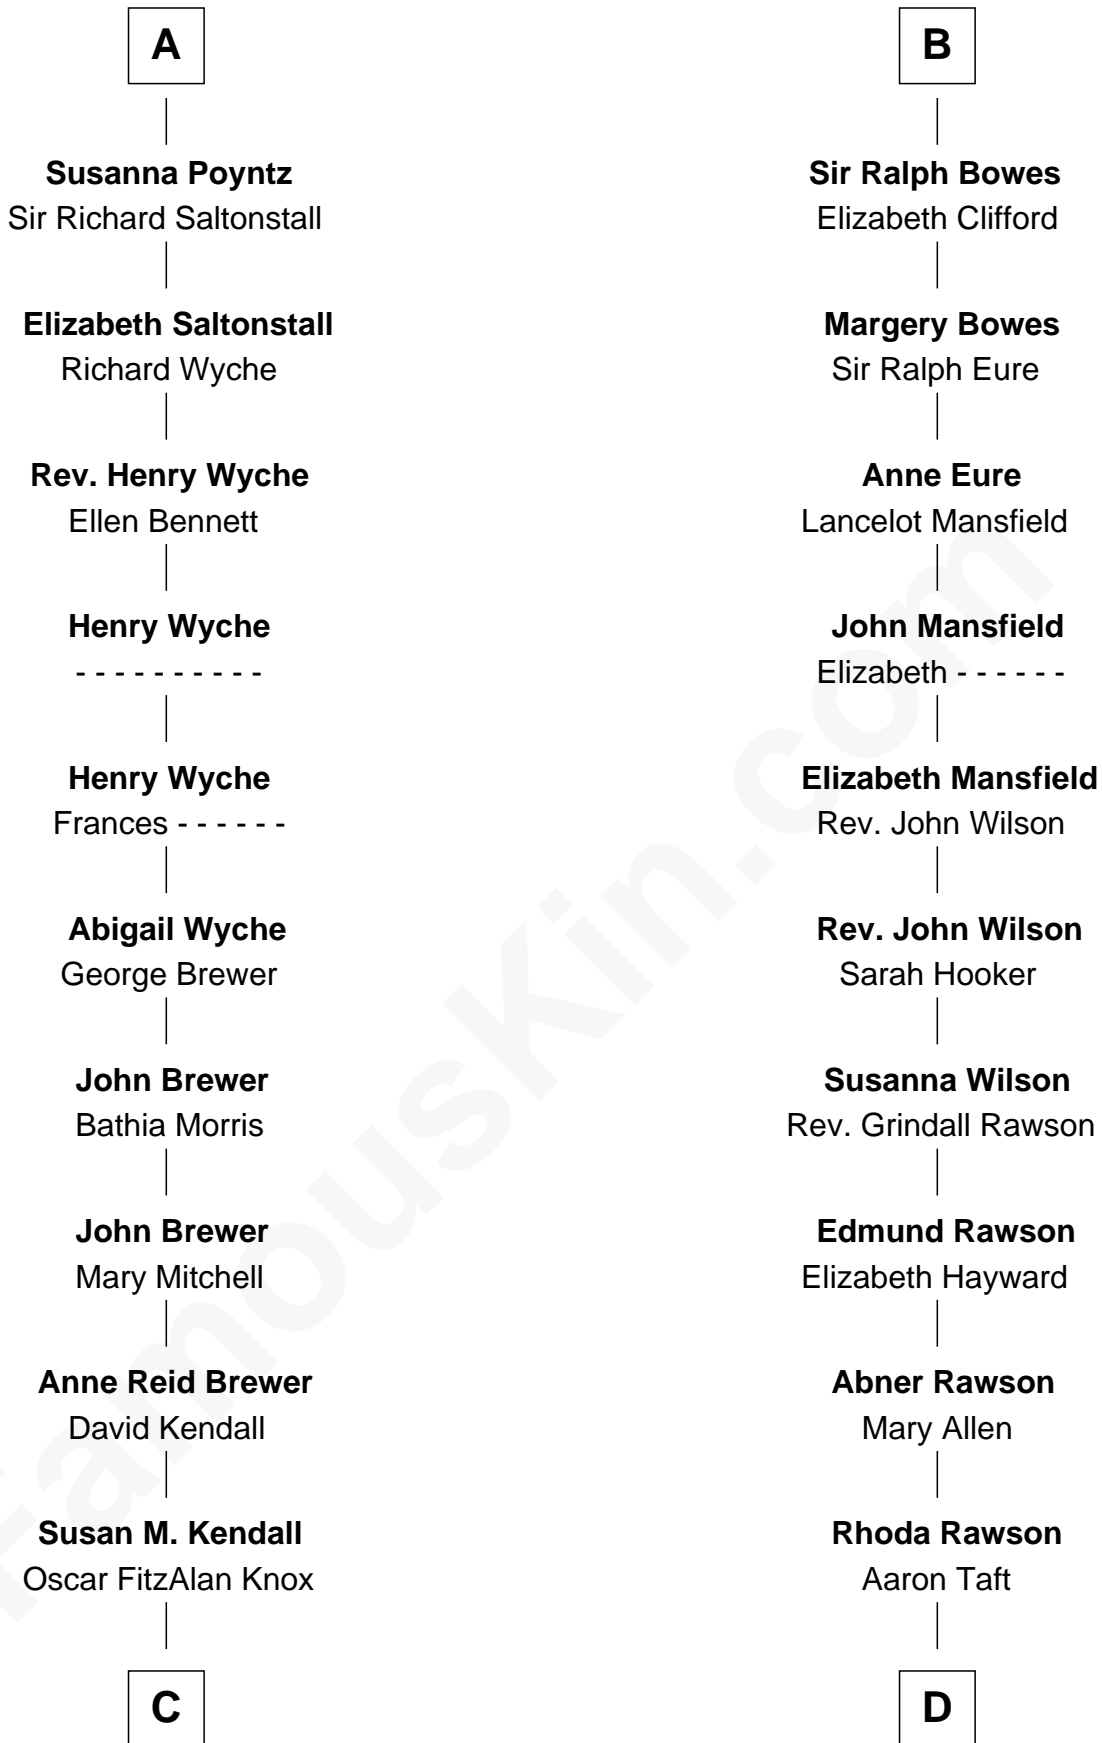 A
Susanna Poyntz
Sir Richard Saltonstall
Elizabeth Saltonstall
Richard Wyche
Rev. Henry Wyche
Ellen Bennett
Henry Wyche
- - - - - - - - - -
Henry Wyche
Frances - - - - - -
Abigail Wyche
George Brewer
John Brewer
Bathia Morris
John Brewer
Mary Mitchell
Anne Reid Brewer
David Kendall
Susan M. Kendall
Oscar FitzAlan Knox
C
B
Sir Ralph Bowes
Elizabeth Clifford
Margery Bowes
Sir Ralph Eure
Anne Eure
Lancelot Mansfield
John Mansfield
Elizabeth - - - - - -
Elizabeth Mansfield
Rev. John Wilson
Rev. John Wilson
Sarah Hooker
Susanna Wilson
Rev. Grindall Rawson
Edmund Rawson
Elizabeth Hayward
Abner Rawson
Mary Allen
Rhoda Rawson
Aaron Taft
D
FamousKin.com